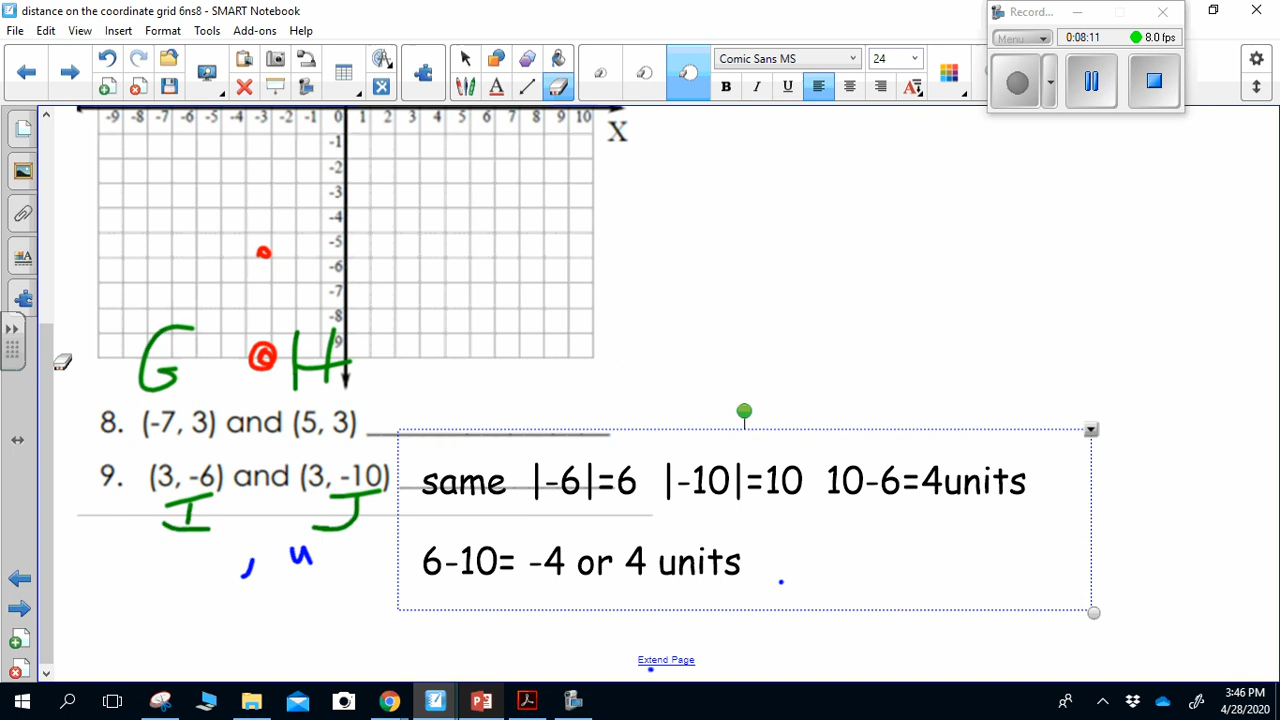 distance on the coordinate grid 6ns8 - SMART Notebook
Record...
File Edit View Insert Format Tools Add-ons Help
Menu
0:08:11
8.0 fps
Comic Sans MS
24
B I U
-9 -8 -7 -6 -5 -4 -3 -2 -1 0 1 2 3 4 5 6 7 8 9 10
X
-1
-2
-3
-4
-5
-6
-7
-8
9
G H
8. (-7, 3) and (5, 3)
9. (3, -6) and (3, -10)
same |-6|=6 |-10|=10 10-6=4units
I J
6-10= -4 or 4 units
Extend Page
3:46 PM
4/28/2020